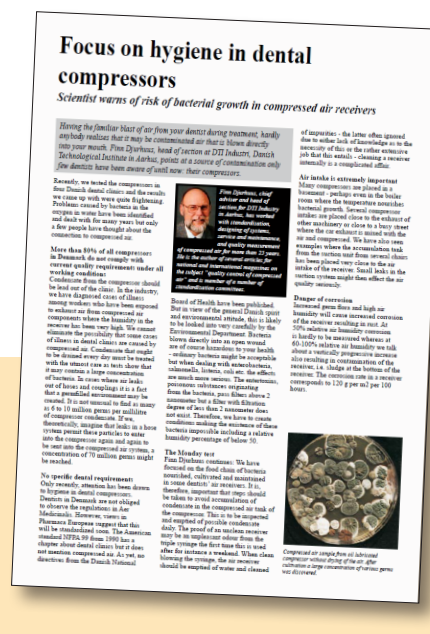 Focus on hygiene in dental
compressors
Scientist warns of risk of bacterial growth in compressed air receivers
Having the familiar blast of air from your dentist during treatment, hardly
anybody realises that it may be contaminated air that is blown directly
into your mouth. Finn Djurhuus, head of section at DTI Industry, Danish
Technological Institute in Aarhus, points at a source of contamination only
few dentists have been aware of until now: their compressors.
Recently, we tested the compressors in
four Danish dental clinics and the results
we came up with were quite frightening.
Problems caused by bacteria in the
oxygen in water have been identified
and dealt with for many years but only
a few people have thought about the
connection to compressed air.
More than 80% of all compressors
in Denmark do not comply with
current quality requirements under all
working conditions:
Condensate from the compressor should
be lead out of the clinic. In the industry,
we have diagnosed cases of illness
among workers who have been exposed
to exhaust air from compressed air
components where the humidity in the
receiver has been very high. We cannot
eliminate the possibility that some cases
of illness in dental clinics are caused by
compressed air. Condensate that ought
to be drained every day must be treated
with the utmost care as tests show that
it may contain a large concentration
of bacteria. In cases where air leaks
out of hoses and couplings it is a fact
that a germfilled environment may be
created. It is not unusual to find as many
as 6 to 10 million germs per millilitre
of compressor condensate. If we,
theoretically, imagine that leaks in a hose
system permit these particles to enter
into the compressor again and again to
be sent into the compressed air system, a
concentration of 70 million germs might
be reached.
No specific dental requirements
Only recently, attention has been drawn
to hygiene in dental compressors.
Dentists in Denmark are not obliged
to observe the regulations in Aer
Medicinalis. However, views in
Pharmaca Europeae suggest that this
will be standardized soon. The American
standard NFPA 99 from 1990 has a
chapter about dental clinics but it does
not mention compressed air. As yet, no
directives from the Danish National
Finn Djurhuus, chief
adviser and head of
section for DTI Industry
in Aarhus, has worked
with standardisation,
designing of systems,
service and maintenance,
and quality measurement
of compressed air for more than 23 years.
He is the author of several articles for
national and international magazines on
the subject "quality control of compressed
air" and is member of a number of
standardisation committees.
Board of Health have been published.
But in view of the general Danish spirit
and environmental attitude, this is likely
to be looked into very carefully by the
Environmental Department. Bacteria
blown directly into an open wound
are of course hazardous to your health
- ordinary bacteria might be acceptable
but when dealing with enterobacteria,
salmonella, listeria, coli etc. the effects
are much more serious. The enterotoxins,
poisonous substances originating
from the bacteria, pass filters above 2
nanometer but a filter with filtration
degree of less than 2 nanometer does
not exist. Therefore, we have to create
conditions making the existence of these
bacteria impossible including a relative
humidity percentage of below 50.
The Monday test
Finn Djurhuus continues: We have
focused on the food chain of bacteria
nourished, cultivated and maintained
in some dentists' air receivers. It is,
therefore, important that steps should
be taken to avoid accumulation of
condensate in the compressed air tank of
the compressor. This is to be inspected
and emptied of possible condensate
daily. The proof of an unclean receiver
may be an unpleasant odour from the
triple syringe the first time this is used
after for instance a weekend. When clean
blowing the syringe, the air receiver
should be emptied of water and cleaned
of impurities - the latter often ignored
due to either lack of knowledge as to the
necessity of this or the rather extensive
job that this entails - cleaning a receiver
internally is a complicated affair.
Air intake is extremely important
Many compressors are placed in a
basement - perhaps even in the boiler
room where the temperature nourishes
bacterial growth. Several compressor
intakes are placed close to the exhaust of
other machinery or close to a busy street
where the car exhaust is mixed with the
air and compressed. We have also seen
examples where the accumulation tank
from the suction unit from several clinics
has been placed very close to the air
intake of the receiver. Small leaks in the
suction system might then effect the air
quality seriously.
Danger of corrosion
Increased germ flora and high air
humidity will cause increased corrosion
of the receiver resulting in rust. At
50% relative air humidity corrosion
is hardly to be measured whereas at
60-100% relative air humidity we talk
about a vertically progressive increase
also resulting in contamination of the
receiver, i.e. sludge at the bottom of the
receiver. The corrosion rate in a receiver
corresponds to 120 g per m2 per 100
hours.
Compressed air sample from oil lubricated
compressor without drying of the air. After
cultivation a large concentration of various germs
was discovered.